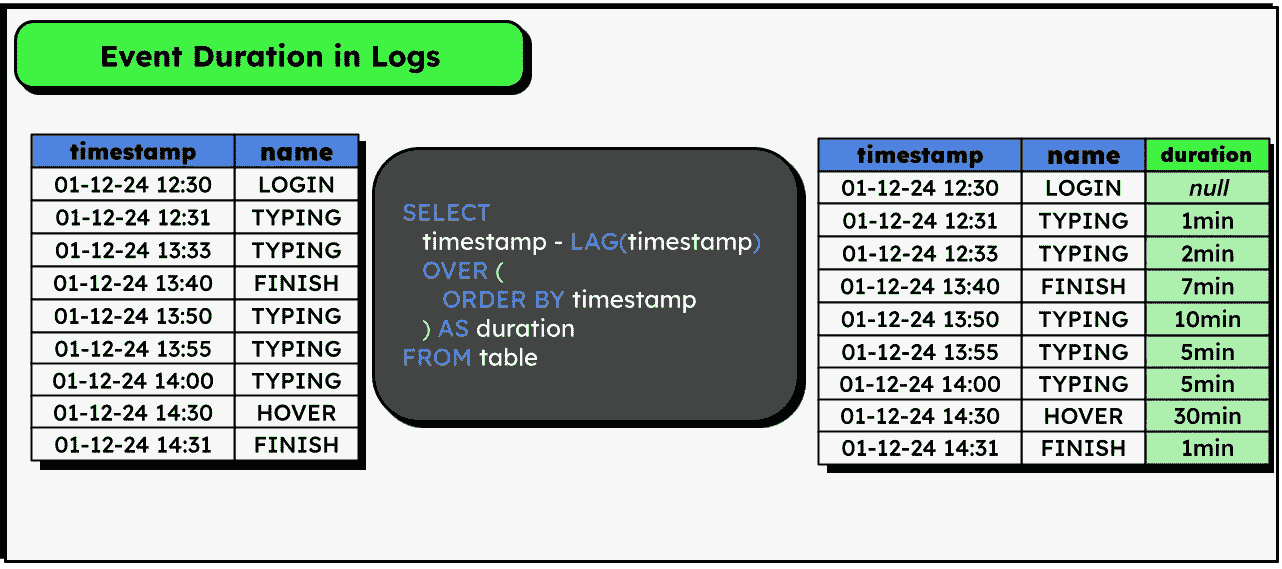 Event Duration in Logs
timestamp name
01-12-24 12:30 LOGIN
01-12-24 12:31 TYPING
01-12-24 13:33 TYPING
01-12-24 13:40 FINISH
01-12-24 13:50 TYPING
01-12-24 13:55 TYPING
01-12-24 14:00 TYPING
01-12-24 14:30 HOVER
01-12-24 14:31 FINISH
SELECT
timestamp - LAG(timestamp)
OVER (
ORDER BY timestamp
) AS duration
FROM table
timestamp name duration
01-12-24 12:30 LOGIN null
01-12-24 12:31 TYPING 1min
01-12-24 12:33 TYPING 2min
01-12-24 13:40 FINISH 7min
01-12-24 13:50 TYPING 10min
01-12-24 13:55 TYPING 5min
01-12-24 14:00 TYPING 5min
01-12-24 14:30 HOVER 30min
01-12-24 14:31 FINISH 1min